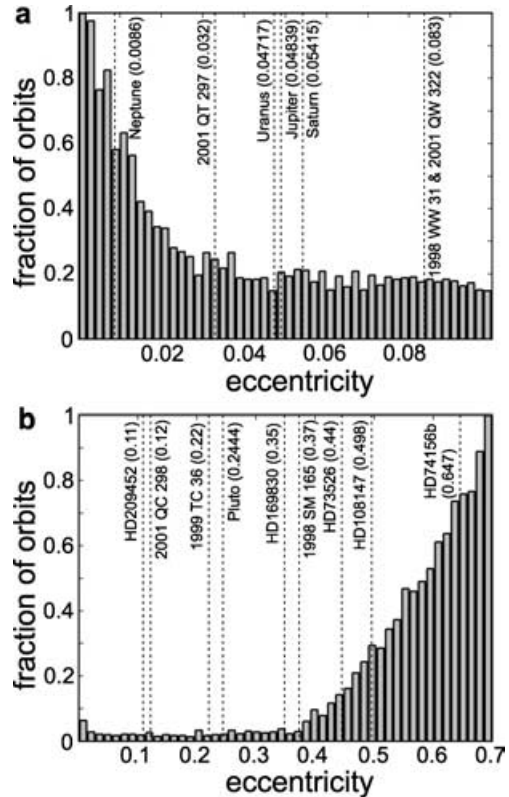 a
fraction of orbits
1
0.8
0.6
0.4
0.2
0
Neptune (0.0086)
2001 QT 297 (0.032)
Uranus (0.04717)
Jupiter (0.04839)
Saturn (0.05415)
1998 WW 31 & 2001 QW 322 (0.083)
0.02 0.04 0.06 0.08
eccentricity
b
fraction of orbits
1
0.8
0.6
0.4
0.2
0
HD209452 (0.11)
2001 QC 298 (0.12)
1999 TC 36 (0.22)
Pluto (0.2444)
HD169830 (0.35)
1998 SM 165 (0.37)
HD73526 (0.44)
HD108147 (0.498)
HD74156b
(0.647)
0.1 0.2 0.3 0.4 0.5 0.6 0.7
eccentricity